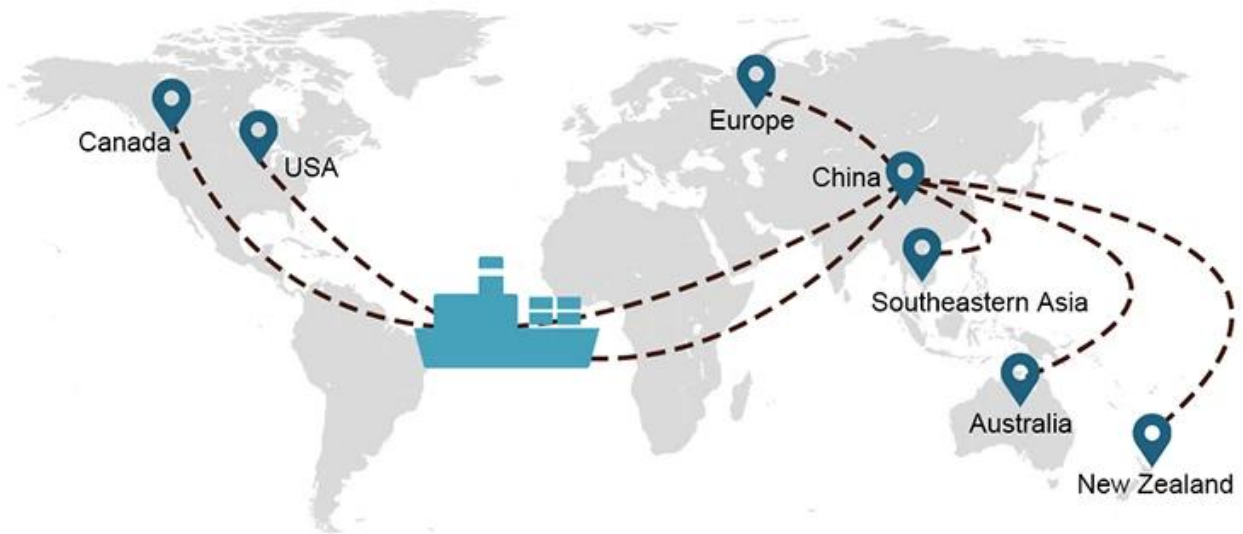 Canada
USA
Europe
China
Southeastern Asia
Australia
New Zealand